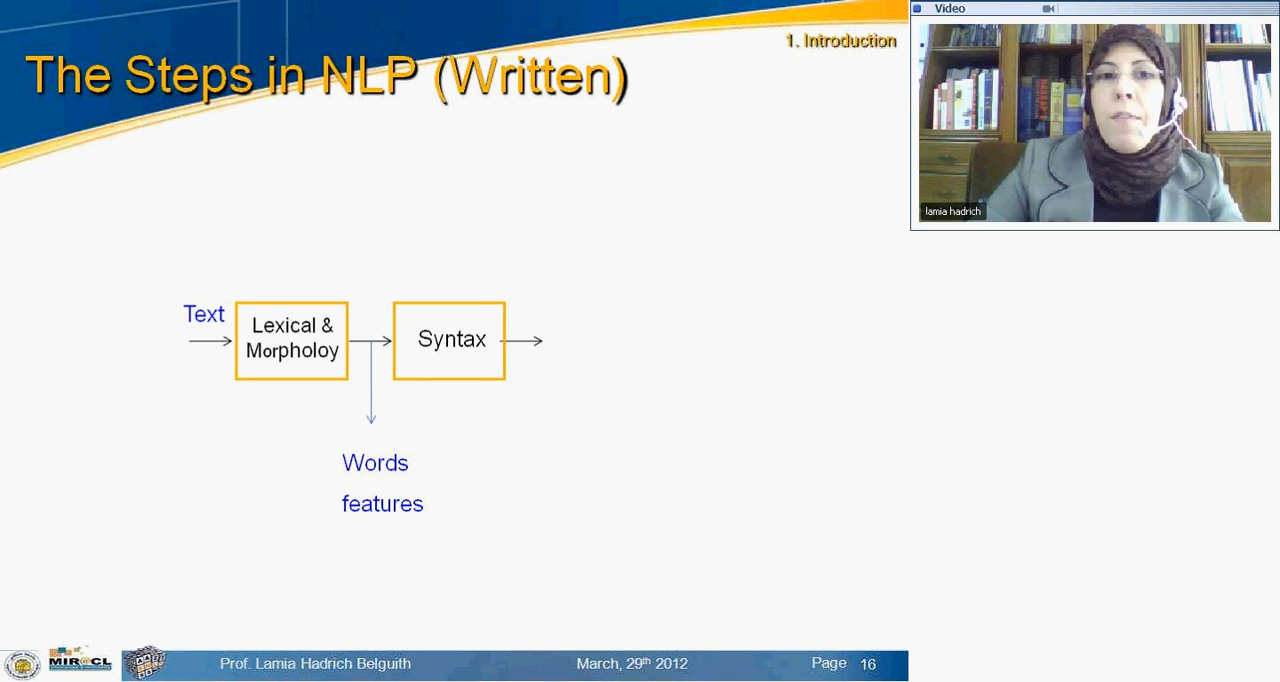 1. Introduction
The Steps in NLP (Written)
Video
lamia hadrich
Text
Lexical &
Morpholoy
Syntax
Words
features
MIR@CL
Prof. Lamia Hadrich Belguith
March, 29th 2012
Page 16